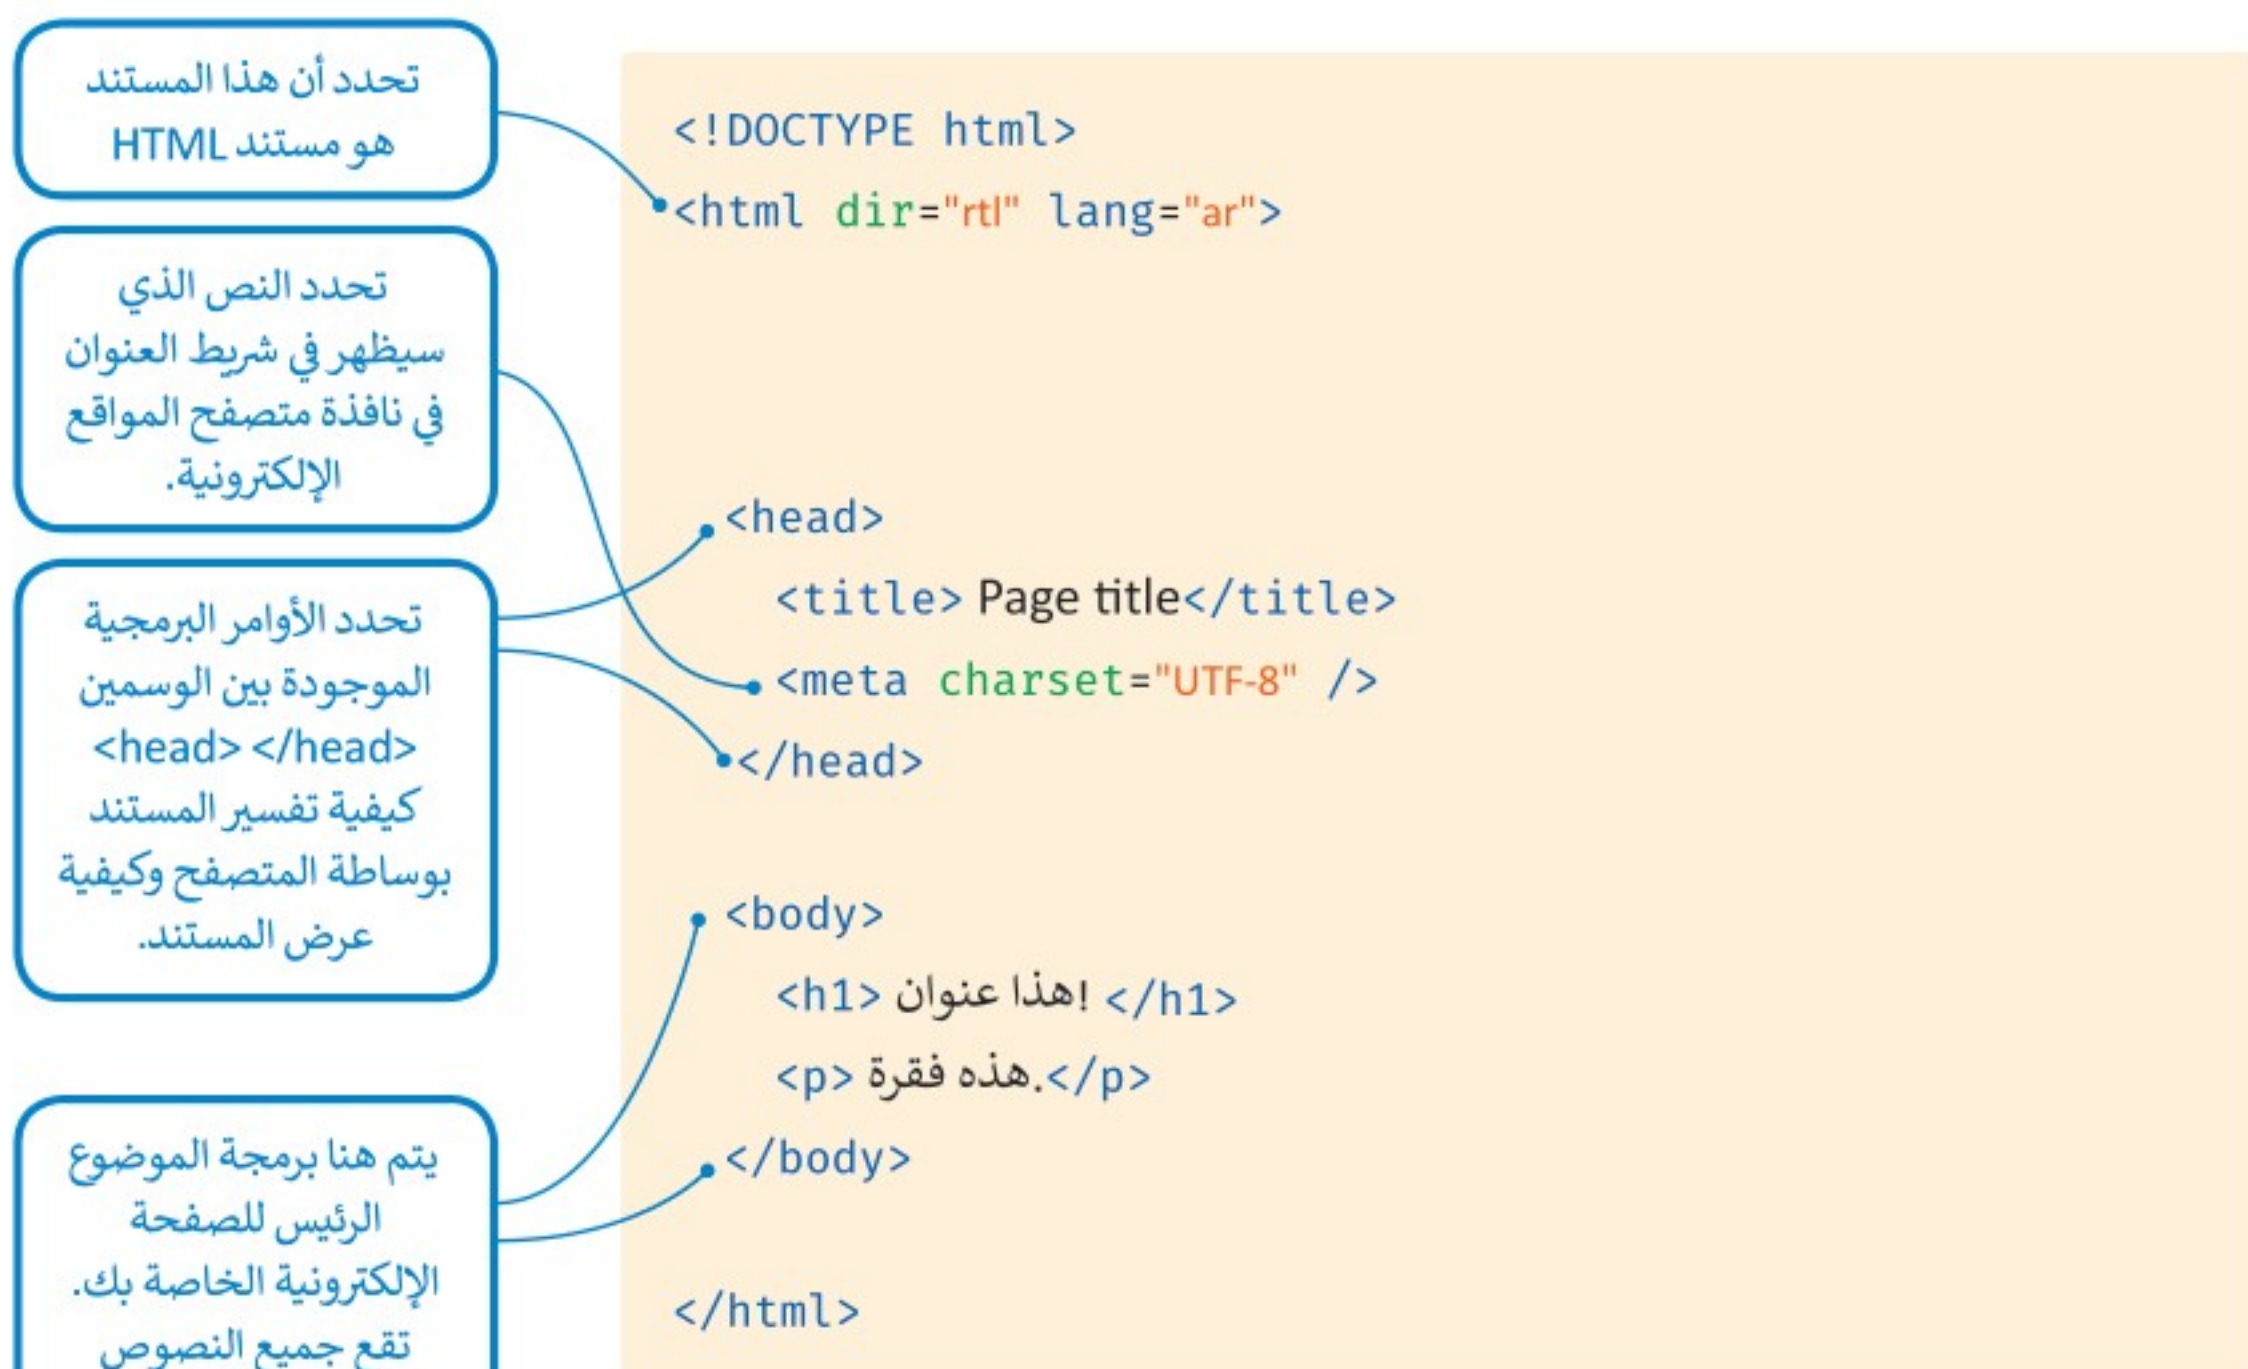 تحدد أن هذا المستند
هو مستند HTML
تحدد النص الذي
سيظهر في شريط العنوان
في نافذة متصفح المواقع
الإلكترونية.
تحدد الأوامر البرمجية
الموجودة بين الوسمين
<head> </head>
كيفية تفسير المستند
بوساطة المتصفح وكيفية
عرض المستند.
يتم هنا برمجة الموضوع
الرئيس للصفحة
الإلكترونية الخاصة بك.
تقع جميع النصوص
<!DOCTYPE html>
<html dir="rtl" lang="ar">
<head>
<title> Page title</title>
<meta charset="UTF-8" />
</head>
<body>
<h1> هذا عنوان! </h1>
<p> هذه فقرة.</p>
</body>
</html>